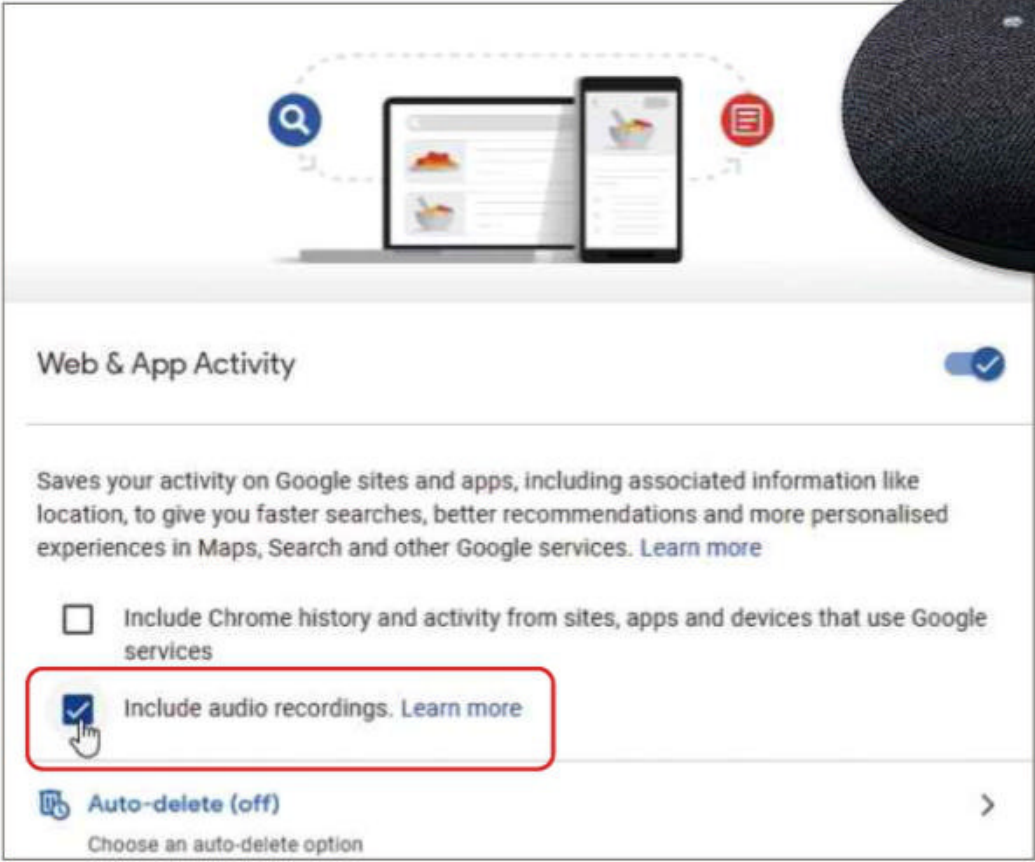 Web & App Activity
Saves your activity on Google sites and apps, including associated information like
location, to give you faster searches, better recommendations and more personalised
experiences in Maps, Search and other Google services. Learn more
Include Chrome history and activity from sites, apps and devices that use Google
services
Include audio recordings. Learn more
Auto-delete (off)
Choose an auto-delete option